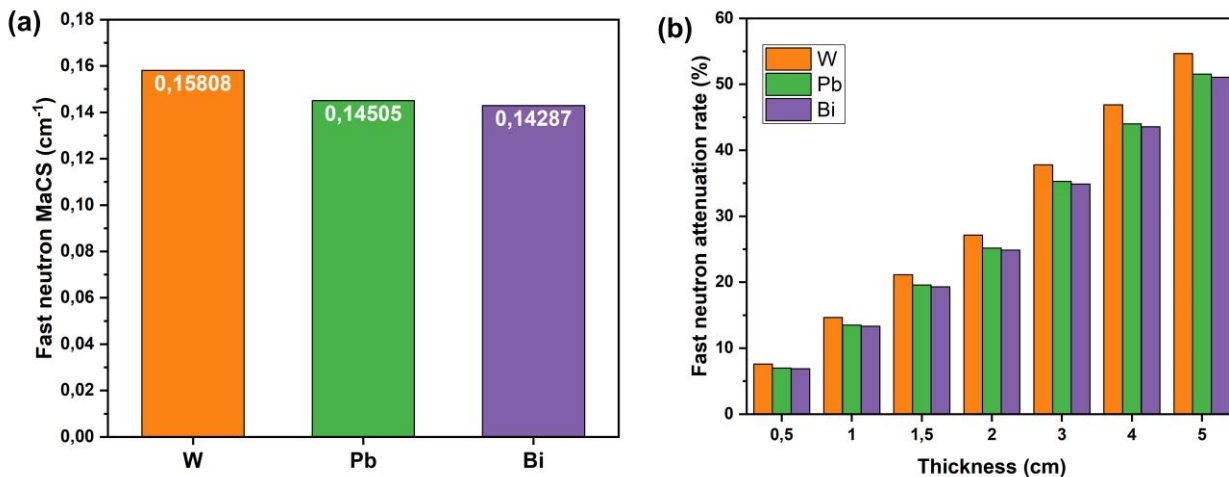 (a)
Fast neutron MaCS (cm⁻¹)
0,18
0,16
0,14
0,12
0,10
0,08
0,06
0,04
0,02
0,00
0,15808
0,14505
0,14287
W Pb Bi
(b)
Fast neutron attenuation rate (%)
60
50
40
30
20
10
0
W
Pb
Bi
0,5 1 1,5 2 3 4 5
Thickness (cm)